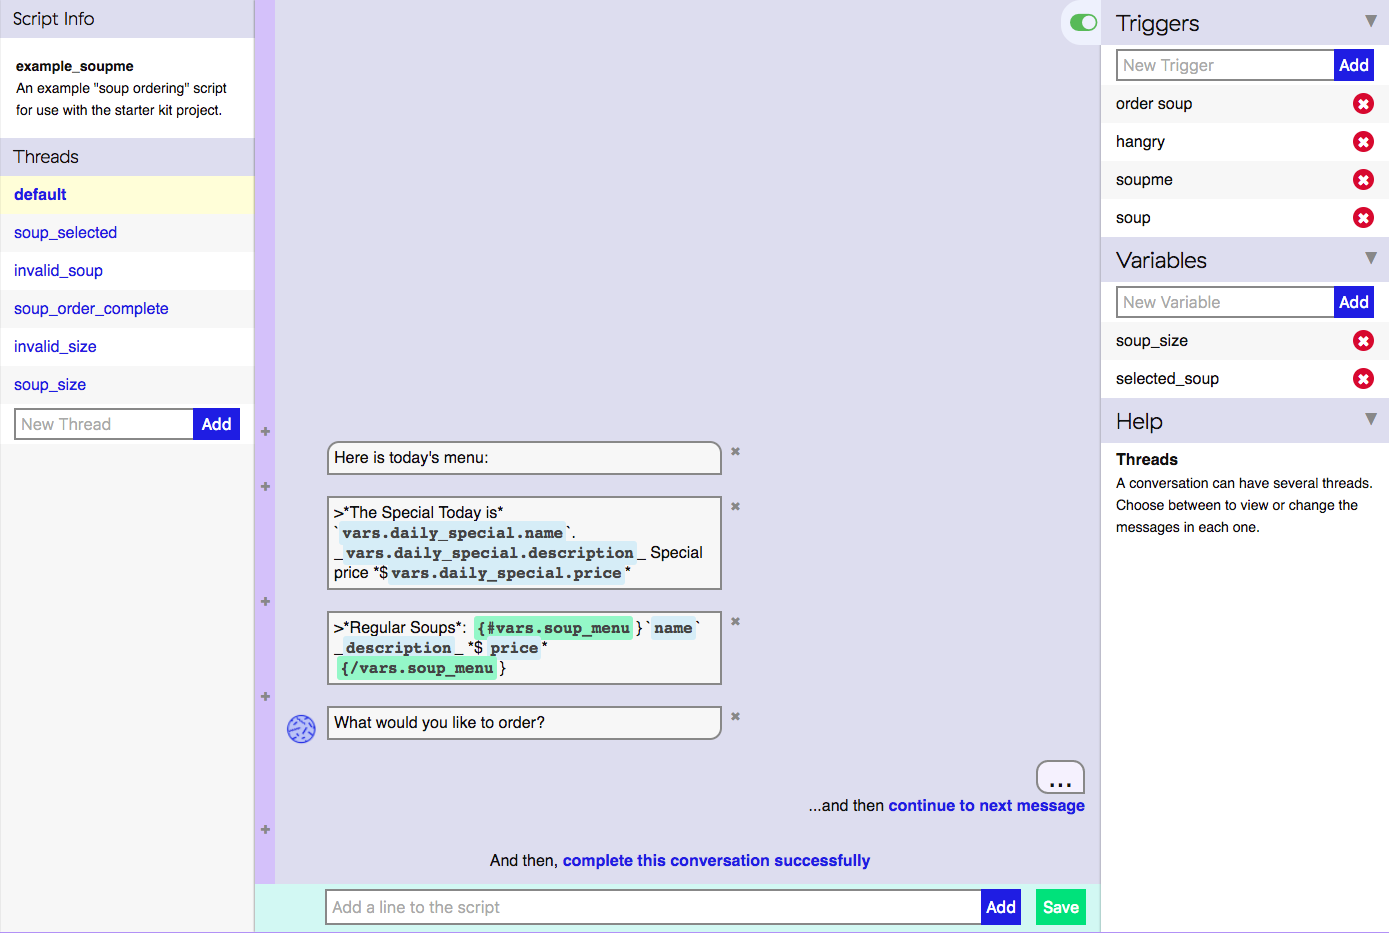 Script Info
example_soupme
An example "soup ordering" script
for use with the starter kit project.
Threads
default
soup_selected
invalid_soup
soup_order_complete
invalid_size
soup_size
New Thread
Add
Here is today's menu:
>*The Special Today is*
`vars.daily_special.name`.
_vars.daily_special.description_ Special
price *$vars.daily_special.price*
>*Regular Soups*: {#vars.soup_menu}`name`
_description_ *$ price*
{/vars.soup_menu}
What would you like to order?
...
...and then continue to next message
And then, complete this conversation successfully
Add a line to the script
Add
Save
Triggers
New Trigger
Add
order soup
hangry
soupme
soup
Variables
New Variable
Add
soup_size
selected_soup
Help
Threads
A conversation can have several threads.
Choose between to view or change the
messages in each one.